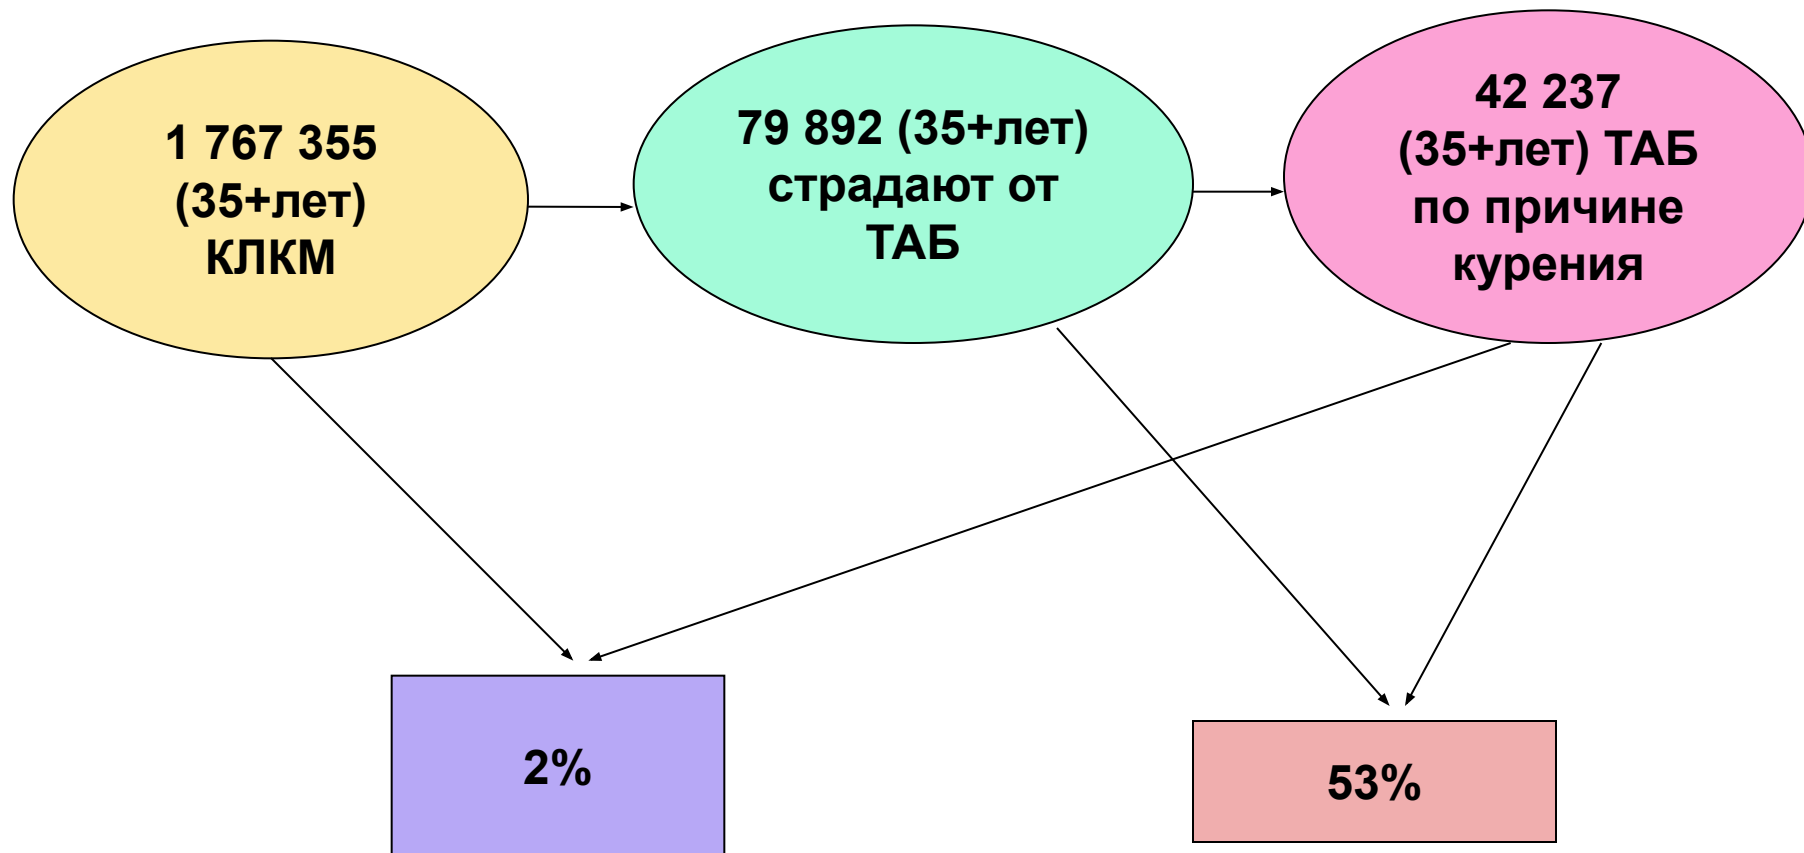 1 767 355
(35+лет)
КЛКМ
79 892 (35+лет)
страдают от
ТАБ
42 237
(35+лет) ТАБ
по причине
курения
2%
53%